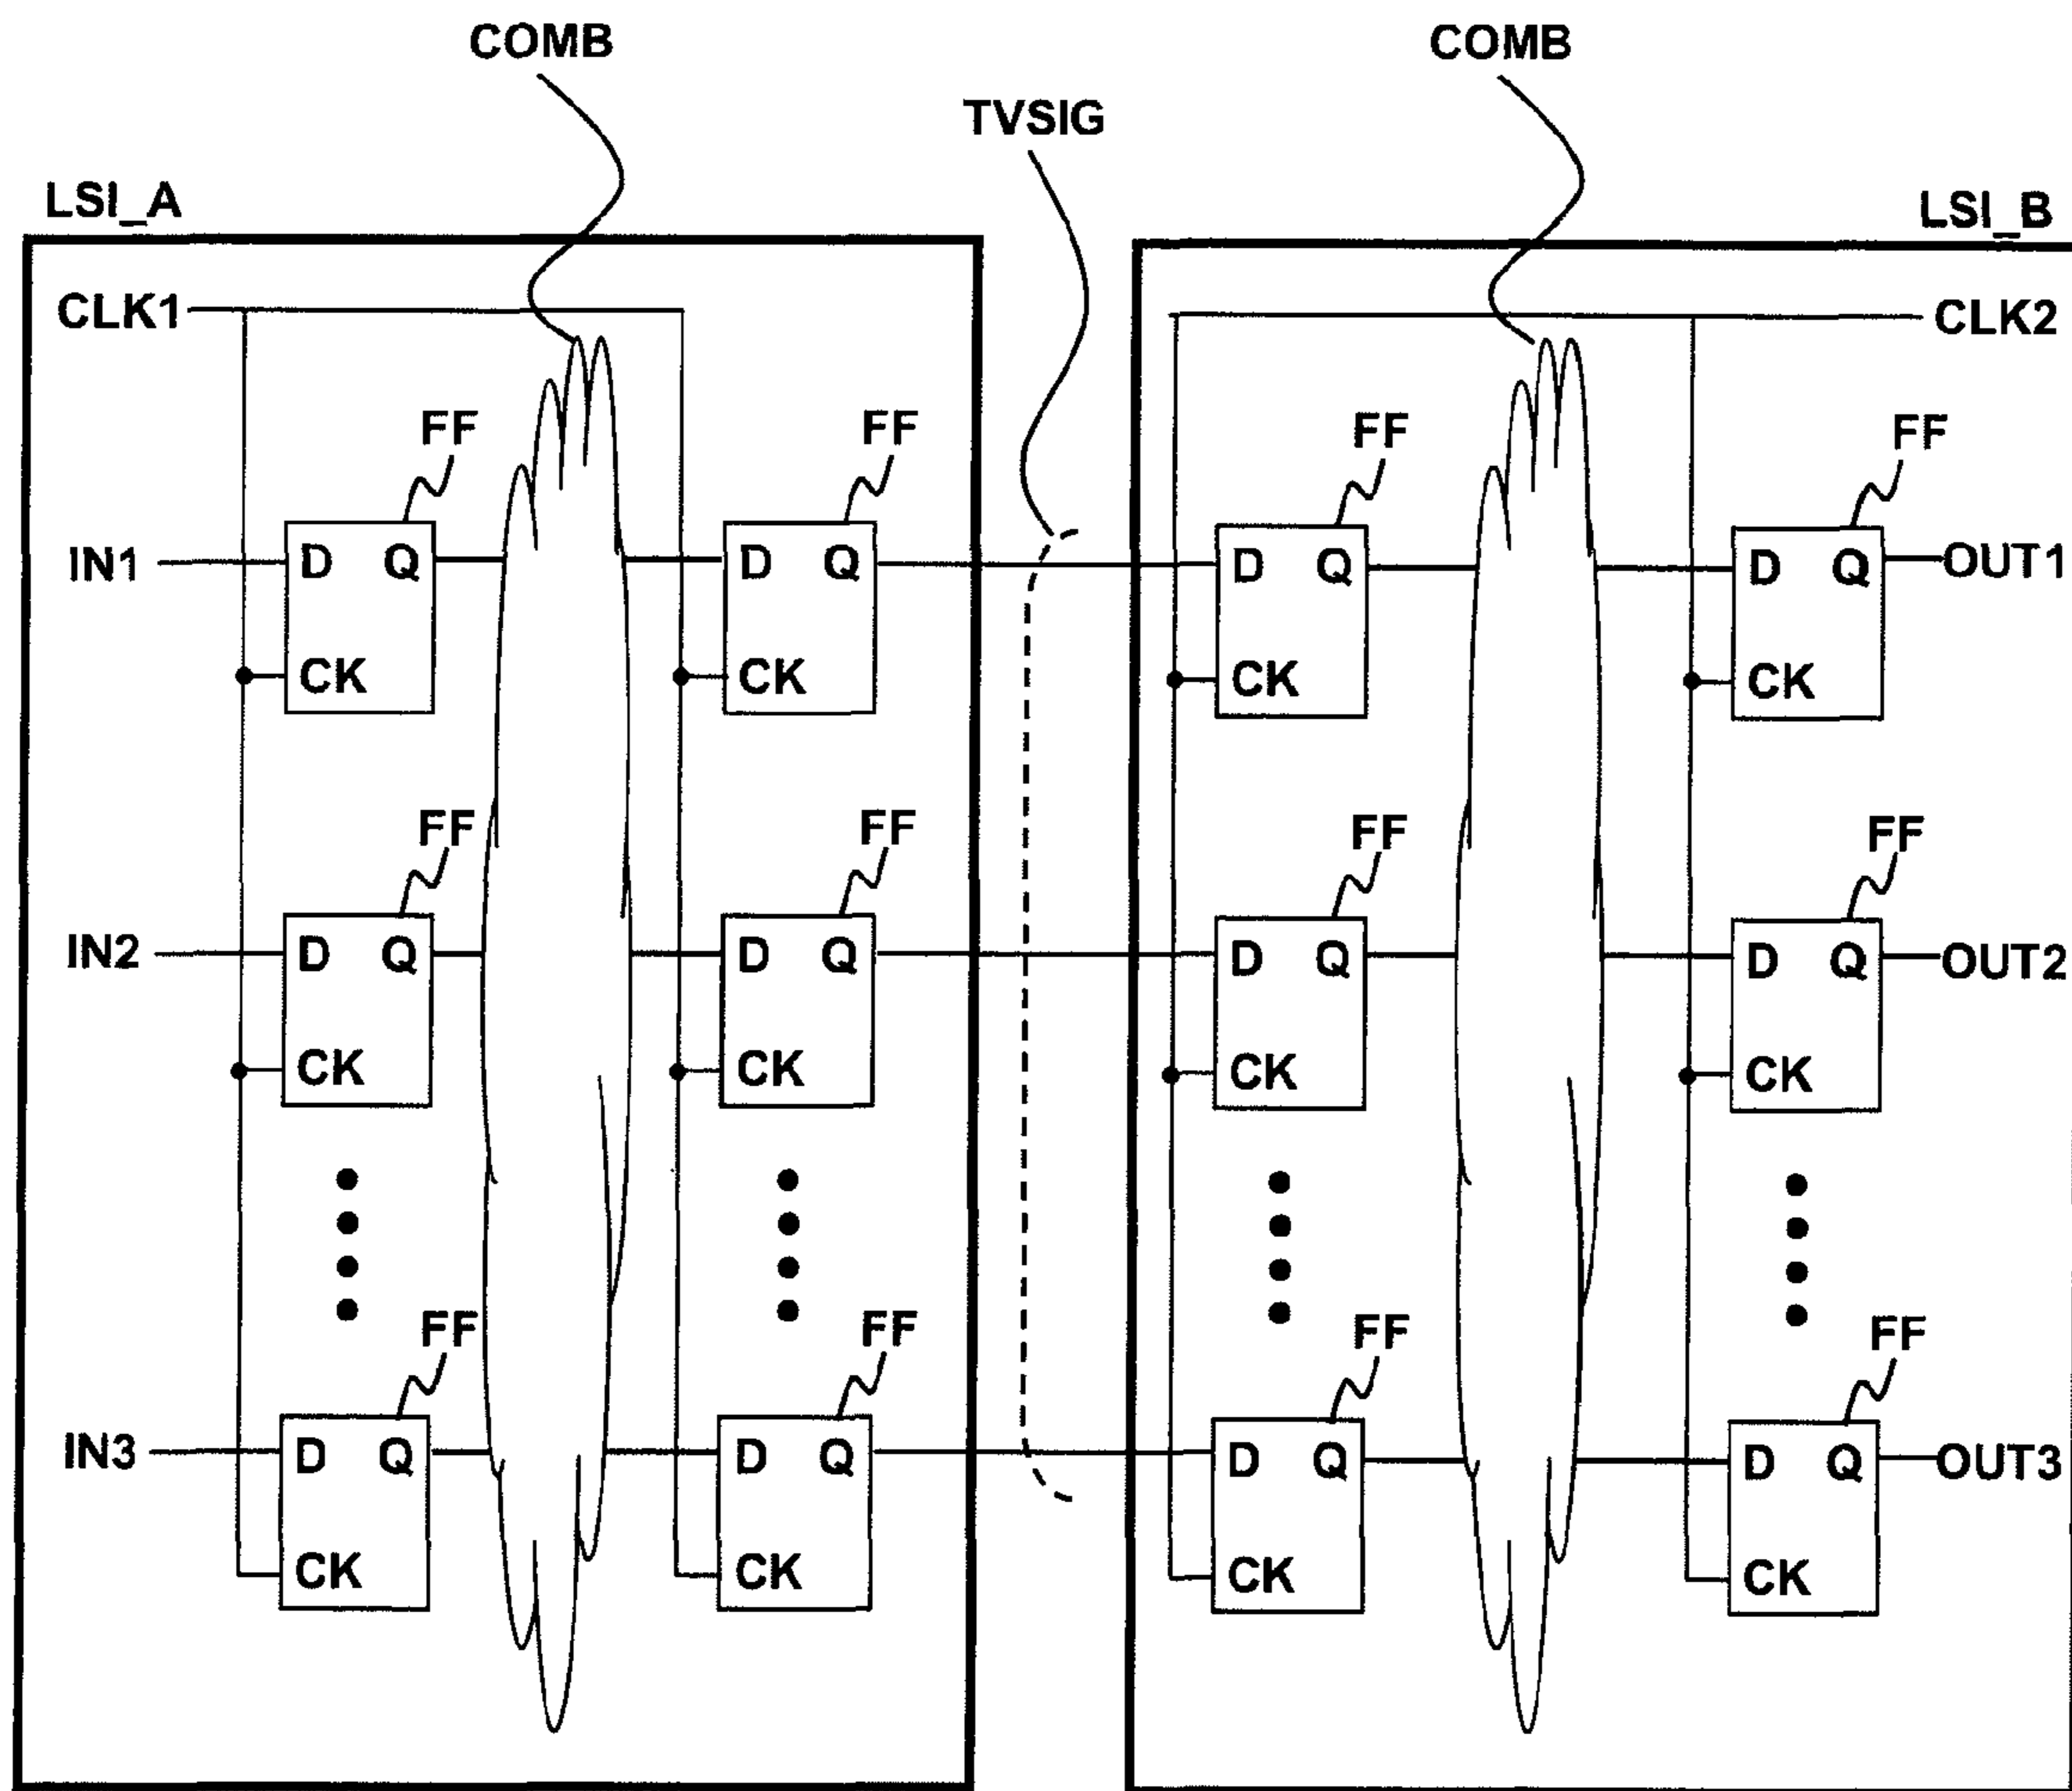 COMB COMB
TVSIG
LSI_A LSI_B
CLK1 CLK2
FF FF FF FF
IN1 D Q D Q D Q D Q OUT1
CK CK CK CK
FF FF FF FF
IN2 D Q D Q D Q D Q OUT2
CK CK CK CK
FF FF FF FF
IN3 D Q D Q D Q D Q OUT3
CK CK CK CK